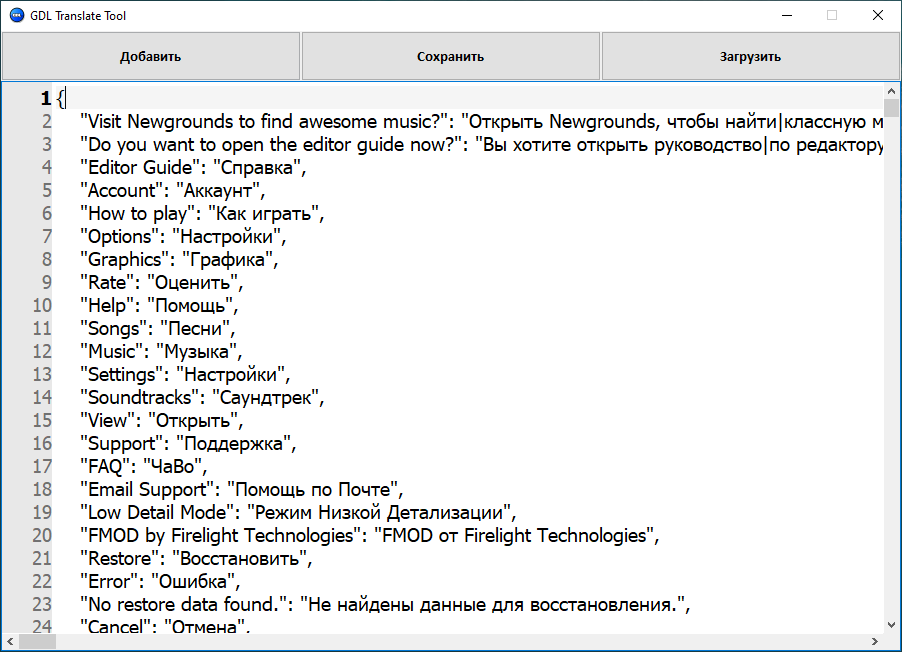 GDL Translate Tool
Добавить Сохранить Загрузить
1 {
2 "Visit Newgrounds to find awesome music?": "Открыть Newgrounds, чтобы найти|классную м
3 "Do you want to open the editor guide now?": "Вы хотите открыть руководство|по редактору
4 "Editor Guide": "Справка",
5 "Account": "Аккаунт",
6 "How to play": "Как играть",
7 "Options": "Настройки",
8 "Graphics": "Графика",
9 "Rate": "Оценить",
10 "Help": "Помощь",
11 "Songs": "Песни",
12 "Music": "Музыка",
13 "Settings": "Настройки",
14 "Soundtracks": "Саундтрек",
15 "View": "Открыть",
16 "Support": "Поддержка",
17 "FAQ": "ЧаВо",
18 "Email Support": "Помощь по Почте",
19 "Low Detail Mode": "Режим Низкой Детализации",
20 "FMOD by Firelight Technologies": "FMOD от Firelight Technologies",
21 "Restore": "Восстановить",
22 "Error": "Ошибка",
23 "No restore data found.": "Не найдены данные для восстановления.",
24 "Cancel": "Отмена",